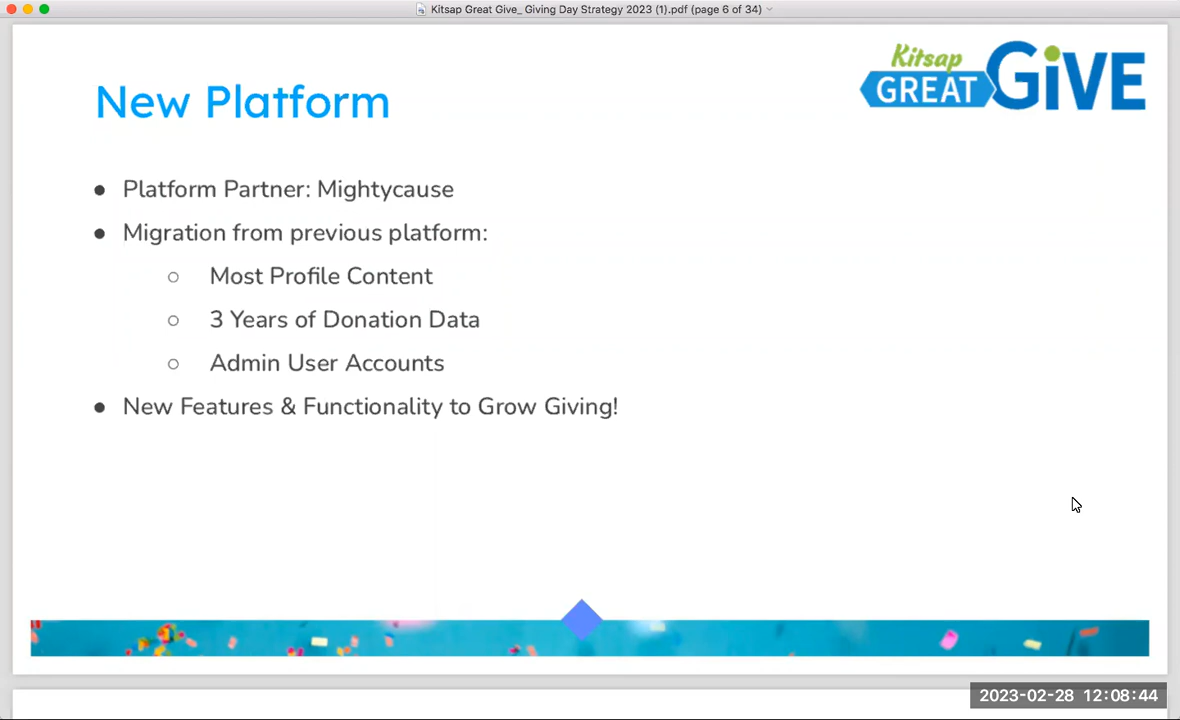 Kitsap Great Give_ Giving Day Strategy 2023 (1).pdf (page 6 of 34)
Kitsap
GREAT GiVE
New Platform
● Platform Partner: Mightycause
● Migration from previous platform:
○ Most Profile Content
○ 3 Years of Donation Data
○ Admin User Accounts
● New Features & Functionality to Grow Giving!
2023-02-28 12:08:44